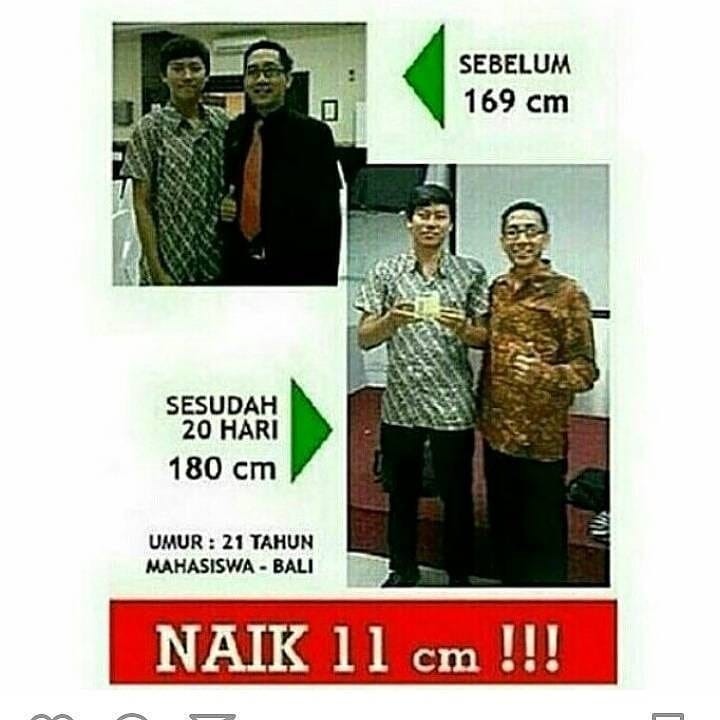 SEBELUM
169 cm
SESUDAH
20 HARI
180 cm
UMUR : 21 TAHUN
MAHASISWA - BALI
NAIK 11 cm !!!